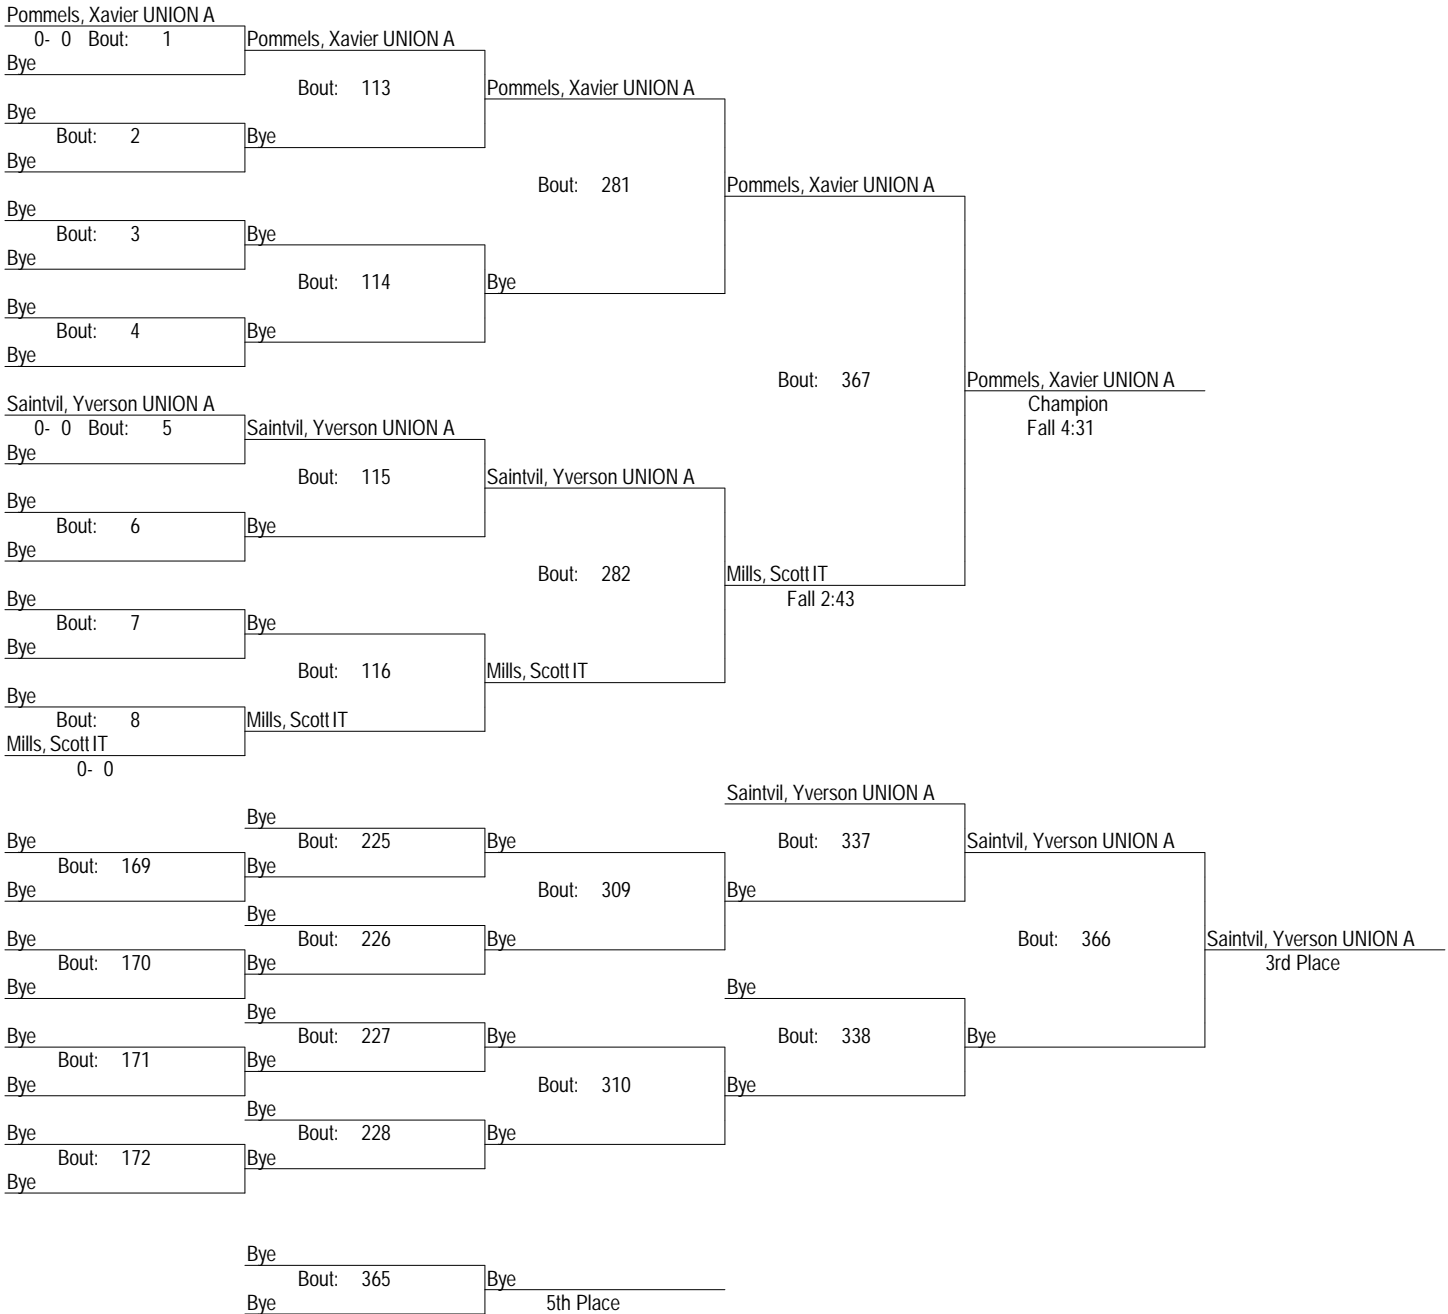 Pommels, Xavier UNION A
0- 0 Bout: 1 Pommels, Xavier UNION A
Bye
Bout: 113 Pommels, Xavier UNION A
Bye
Bout: 2 Bye
Bye
Bout: 281 Pommels, Xavier UNION A
Bye
Bout: 3 Bye
Bye
Bout: 114 Bye
Bye
Bout: 4 Bye
Bye
Bout: 367 Pommels, Xavier UNION A
Saintvil, Yverson UNION A Champion
0- 0 Bout: 5 Saintvil, Yverson UNION A Fall 4:31
Bye
Bout: 115 Saintvil, Yverson UNION A
Bye
Bout: 6 Bye
Bye
Bout: 282 Mills, Scott IT
Bye Fall 2:43
Bout: 7 Bye
Bye
Bout: 116 Mills, Scott IT
Bye
Bout: 8 Mills, Scott IT
Mills, Scott IT
0- 0
Saintvil, Yverson UNION A
Bye
Bye Bout: 225 Bye Bout: 337 Saintvil, Yverson UNION A
Bout: 169 Bye
Bye Bout: 309 Bye
Bye
Bye Bout: 226 Bye Bout: 366 Saintvil, Yverson UNION A
Bout: 170 Bye 3rd Place
Bye Bye
Bye
Bye Bout: 227 Bye Bout: 338 Bye
Bout: 171 Bye
Bye Bout: 310 Bye
Bye
Bye Bout: 228 Bye
Bout: 172 Bye
Bye
Bye
Bout: 365 Bye
Bye 5th Place